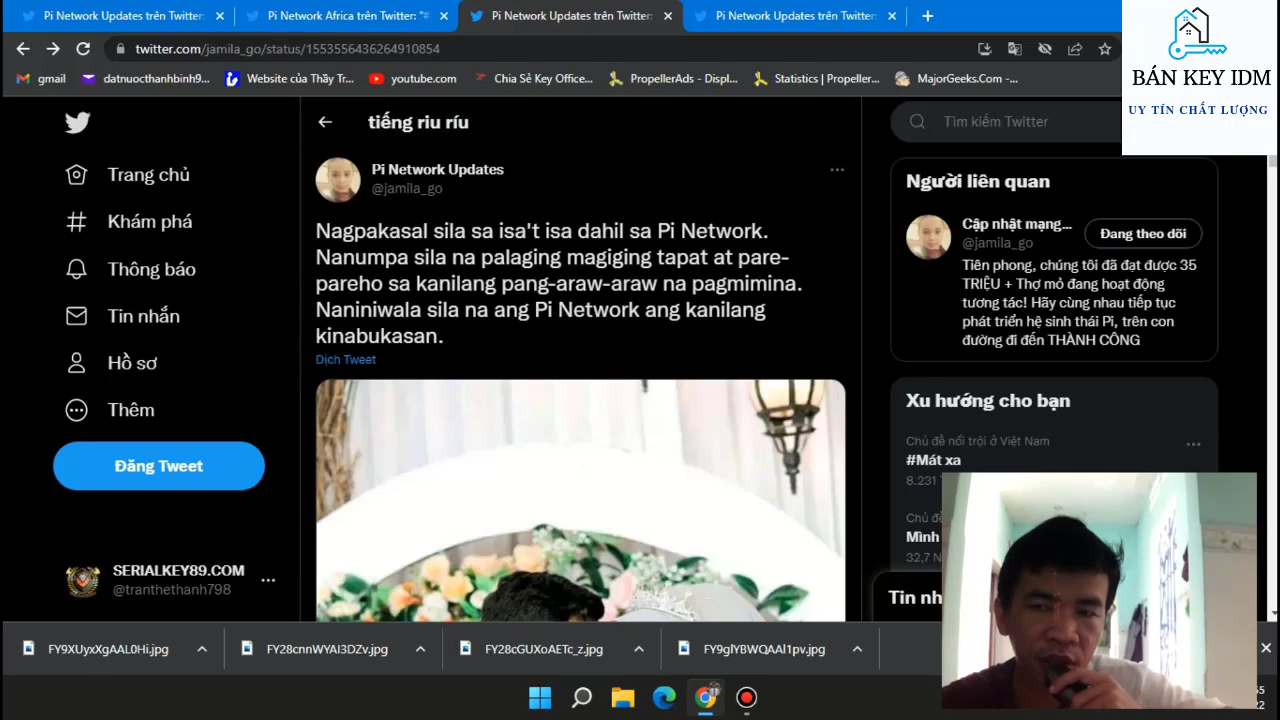 Pi Network Updates trên Twitter:
Pi Network Africa trên Twitter: "#
Pi Network Updates trên Twitter:
Pi Network Updates trên Twitter:
twitter.com/jamila_go/status/1553556436264910854
gmail
datnuocthanhbinh9...
Website của Thầy Tr...
youtube.com
Chia Sẻ Key Office...
PropellerAds - Displ...
Statistics | Propeller...
MajorGeeks.Com -...
BÁN KEY IDM
UY TÍN CHẤT LƯỢNG
Trang chủ
Khám phá
Thông báo
Tin nhắn
Hồ sơ
Thêm
Đăng Tweet
SERIALKEY89.COM
@tranthethanh798
tiếng riu ríu
Pi Network Updates
@jamila_go
Nagpakasal sila sa isa't isa dahil sa Pi Network.
Nanumpa sila na palaging magiging tapat at pare-
pareho sa kanilang pang-araw-araw na pagmimina.
Naniniwala sila na ang Pi Network ang kanilang
kinabukasan.
Dịch Tweet
Tìm kiếm Twitter
Người liên quan
Cập nhật mạng...
@jamila_go
Đang theo dõi
Tiên phong, chúng tôi đã đạt được 35
TRIỆU + Thợ mỏ đang hoạt động
tương tác! Hãy cùng nhau tiếp tục
phát triển hệ sinh thái Pi, trên con
đường đi đến THÀNH CÔNG
Xu hướng cho bạn
Chủ đề nổi trội ở Việt Nam
#Mát xa
8.231
Chủ đề
Mình
32,7 N
Tin nh
FY9XUyxXgAAL0Hi.jpg
FY28cnnWYAI3DZv.jpg
FY28cGUXoAETc_z.jpg
FY9glYBWQAAl1pv.jpg